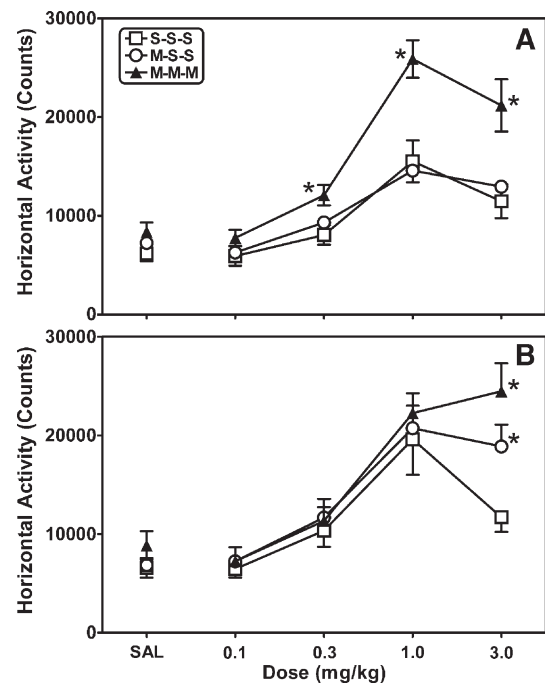 30000
A
S-S-S
M-S-S
M-M-M
*
*
20000
*
10000
0
Horizontal Activity (Counts)
30000
B
*
20000
*
10000
0
Horizontal Activity (Counts)
SAL 0.1 0.3 1.0 3.0
Dose (mg/kg)